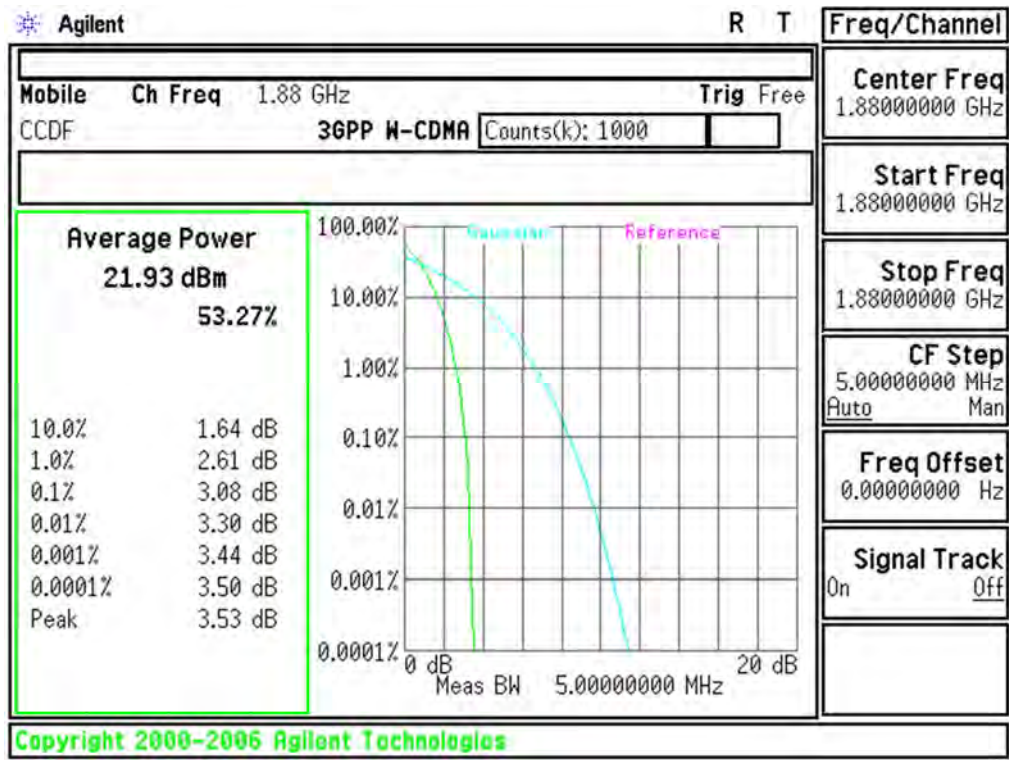 Agilent
R T
Freq/Channel
Mobile Ch Freq 1.88 GHz Trig Free
CCDF 3GPP W-CDMA Counts(k): 1000
Average Power
21.93 dBm
53.27%
10.0% 1.64 dB
1.0% 2.61 dB
0.1% 3.08 dB
0.01% 3.30 dB
0.001% 3.44 dB
0.0001% 3.50 dB
Peak 3.53 dB
100.00%
Gaussian Reference
10.00%
1.00%
0.10%
0.01%
0.001%
0.0001%
0 dB 20 dB
Meas BW 5.000000000 MHz
Center Freq
1.88000000 GHz
Start Freq
1.88000000 GHz
Stop Freq
1.88000000 GHz
CF Step
5.00000000 MHz
Auto Man
Freq Offset
0.00000000 Hz
Signal Track
On Off
Copyright 2000-2006 Agilent Technologies